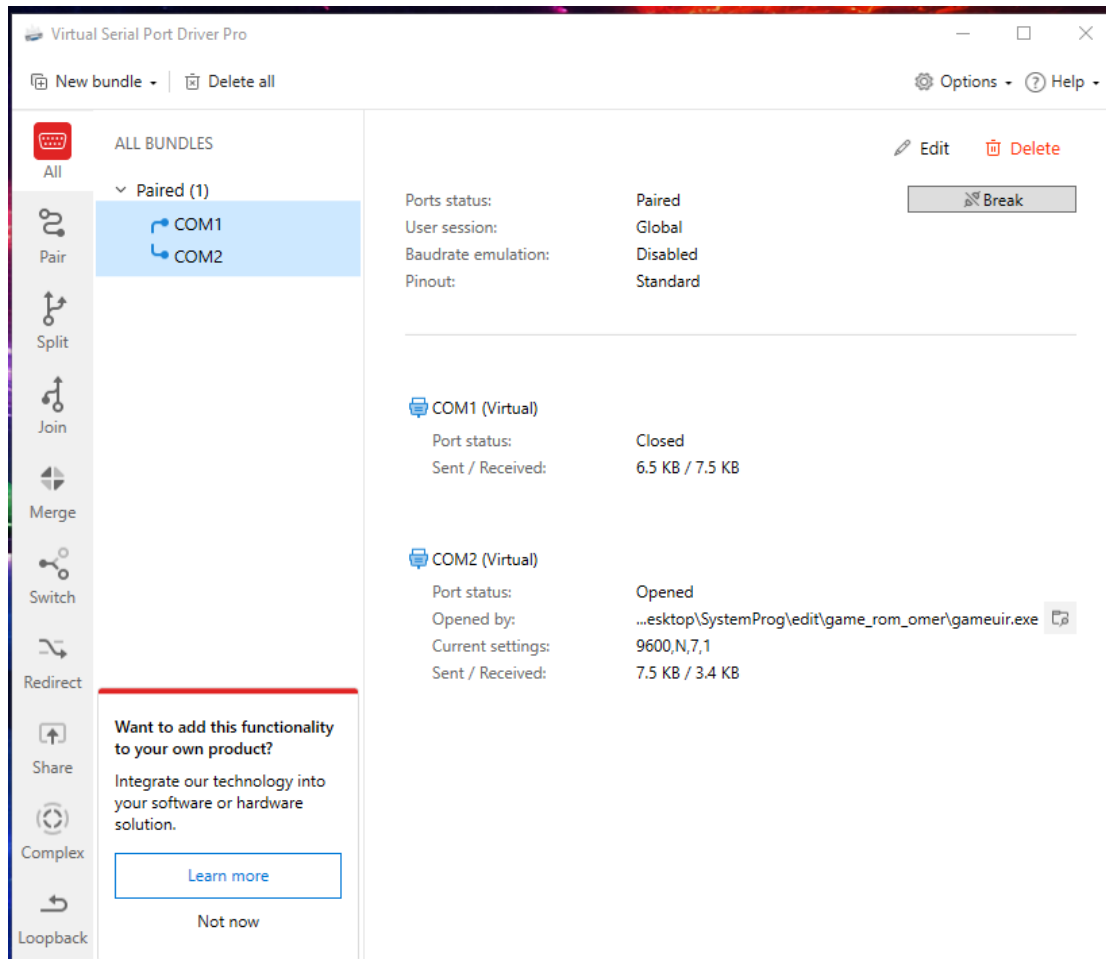 Virtual Serial Port Driver Pro
New bundle
Delete all
Options
Help
All
Pair
Split
Join
Merge
Switch
Redirect
Share
Complex
Loopback
ALL BUNDLES
Paired (1)
COM1
COM2
Want to add this functionality
to your own product?
Integrate our technology into
your software or hardware
solution.
Learn more
Not now
Edit
Delete
Ports status: Paired
Break
User session: Global
Baudrate emulation: Disabled
Pinout: Standard
COM1 (Virtual)
Port status: Closed
Sent / Received: 6.5 KB / 7.5 KB
COM2 (Virtual)
Port status: Opened
Opened by: ...esktop\SystemProg\edit\game_rom_omer\gameuir.exe
Current settings: 9600,N,7,1
Sent / Received: 7.5 KB / 3.4 KB